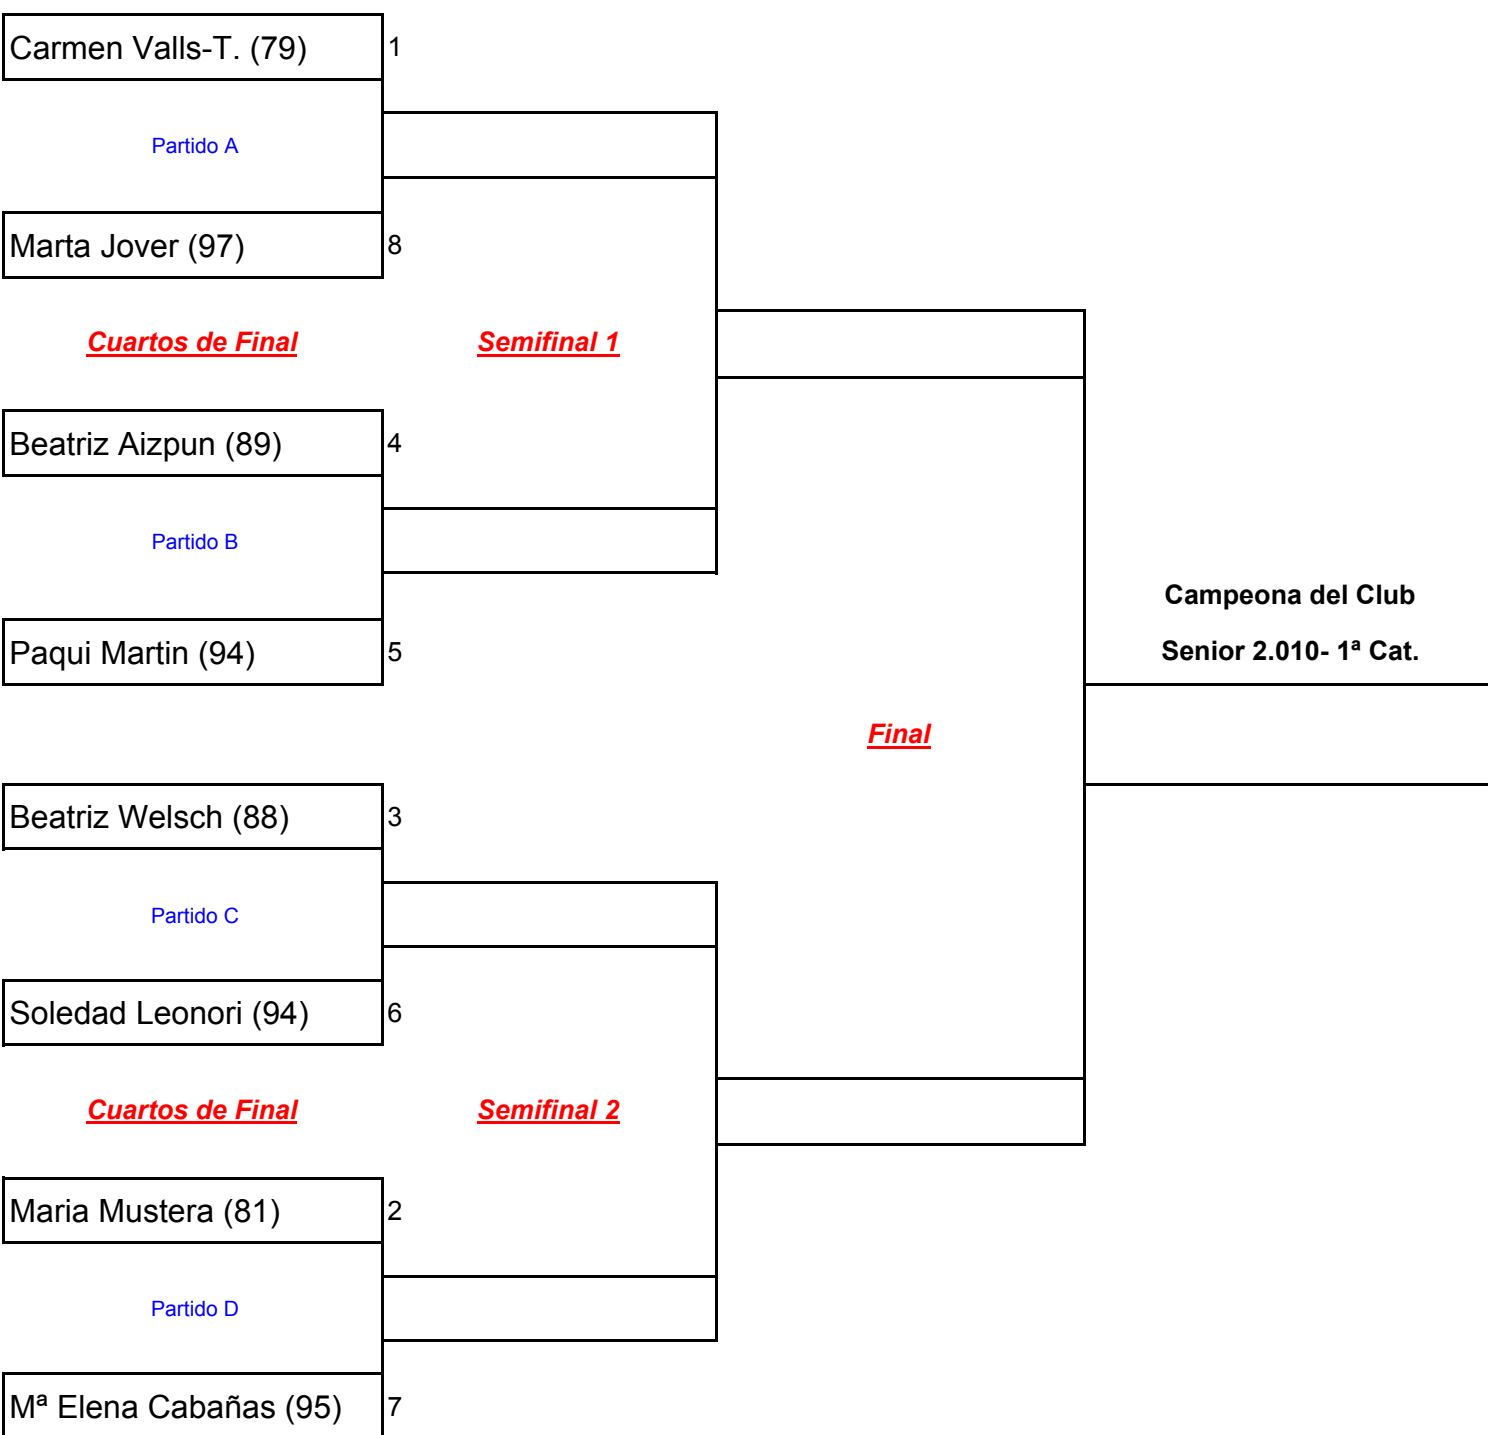 Carmen Valls-T. (79)
1
Partido A
Marta Jover (97)
8
Cuartos de Final
Semifinal 1
Beatriz Aizpun (89)
4
Partido B
Paqui Martin (94)
5
Campeona del Club
Senior 2.010- 1ª Cat.
Final
Beatriz Welsch (88)
3
Partido C
Soledad Leonori (94)
6
Cuartos de Final
Semifinal 2
Maria Mustera (81)
2
Partido D
Mª Elena Cabañas (95)
7